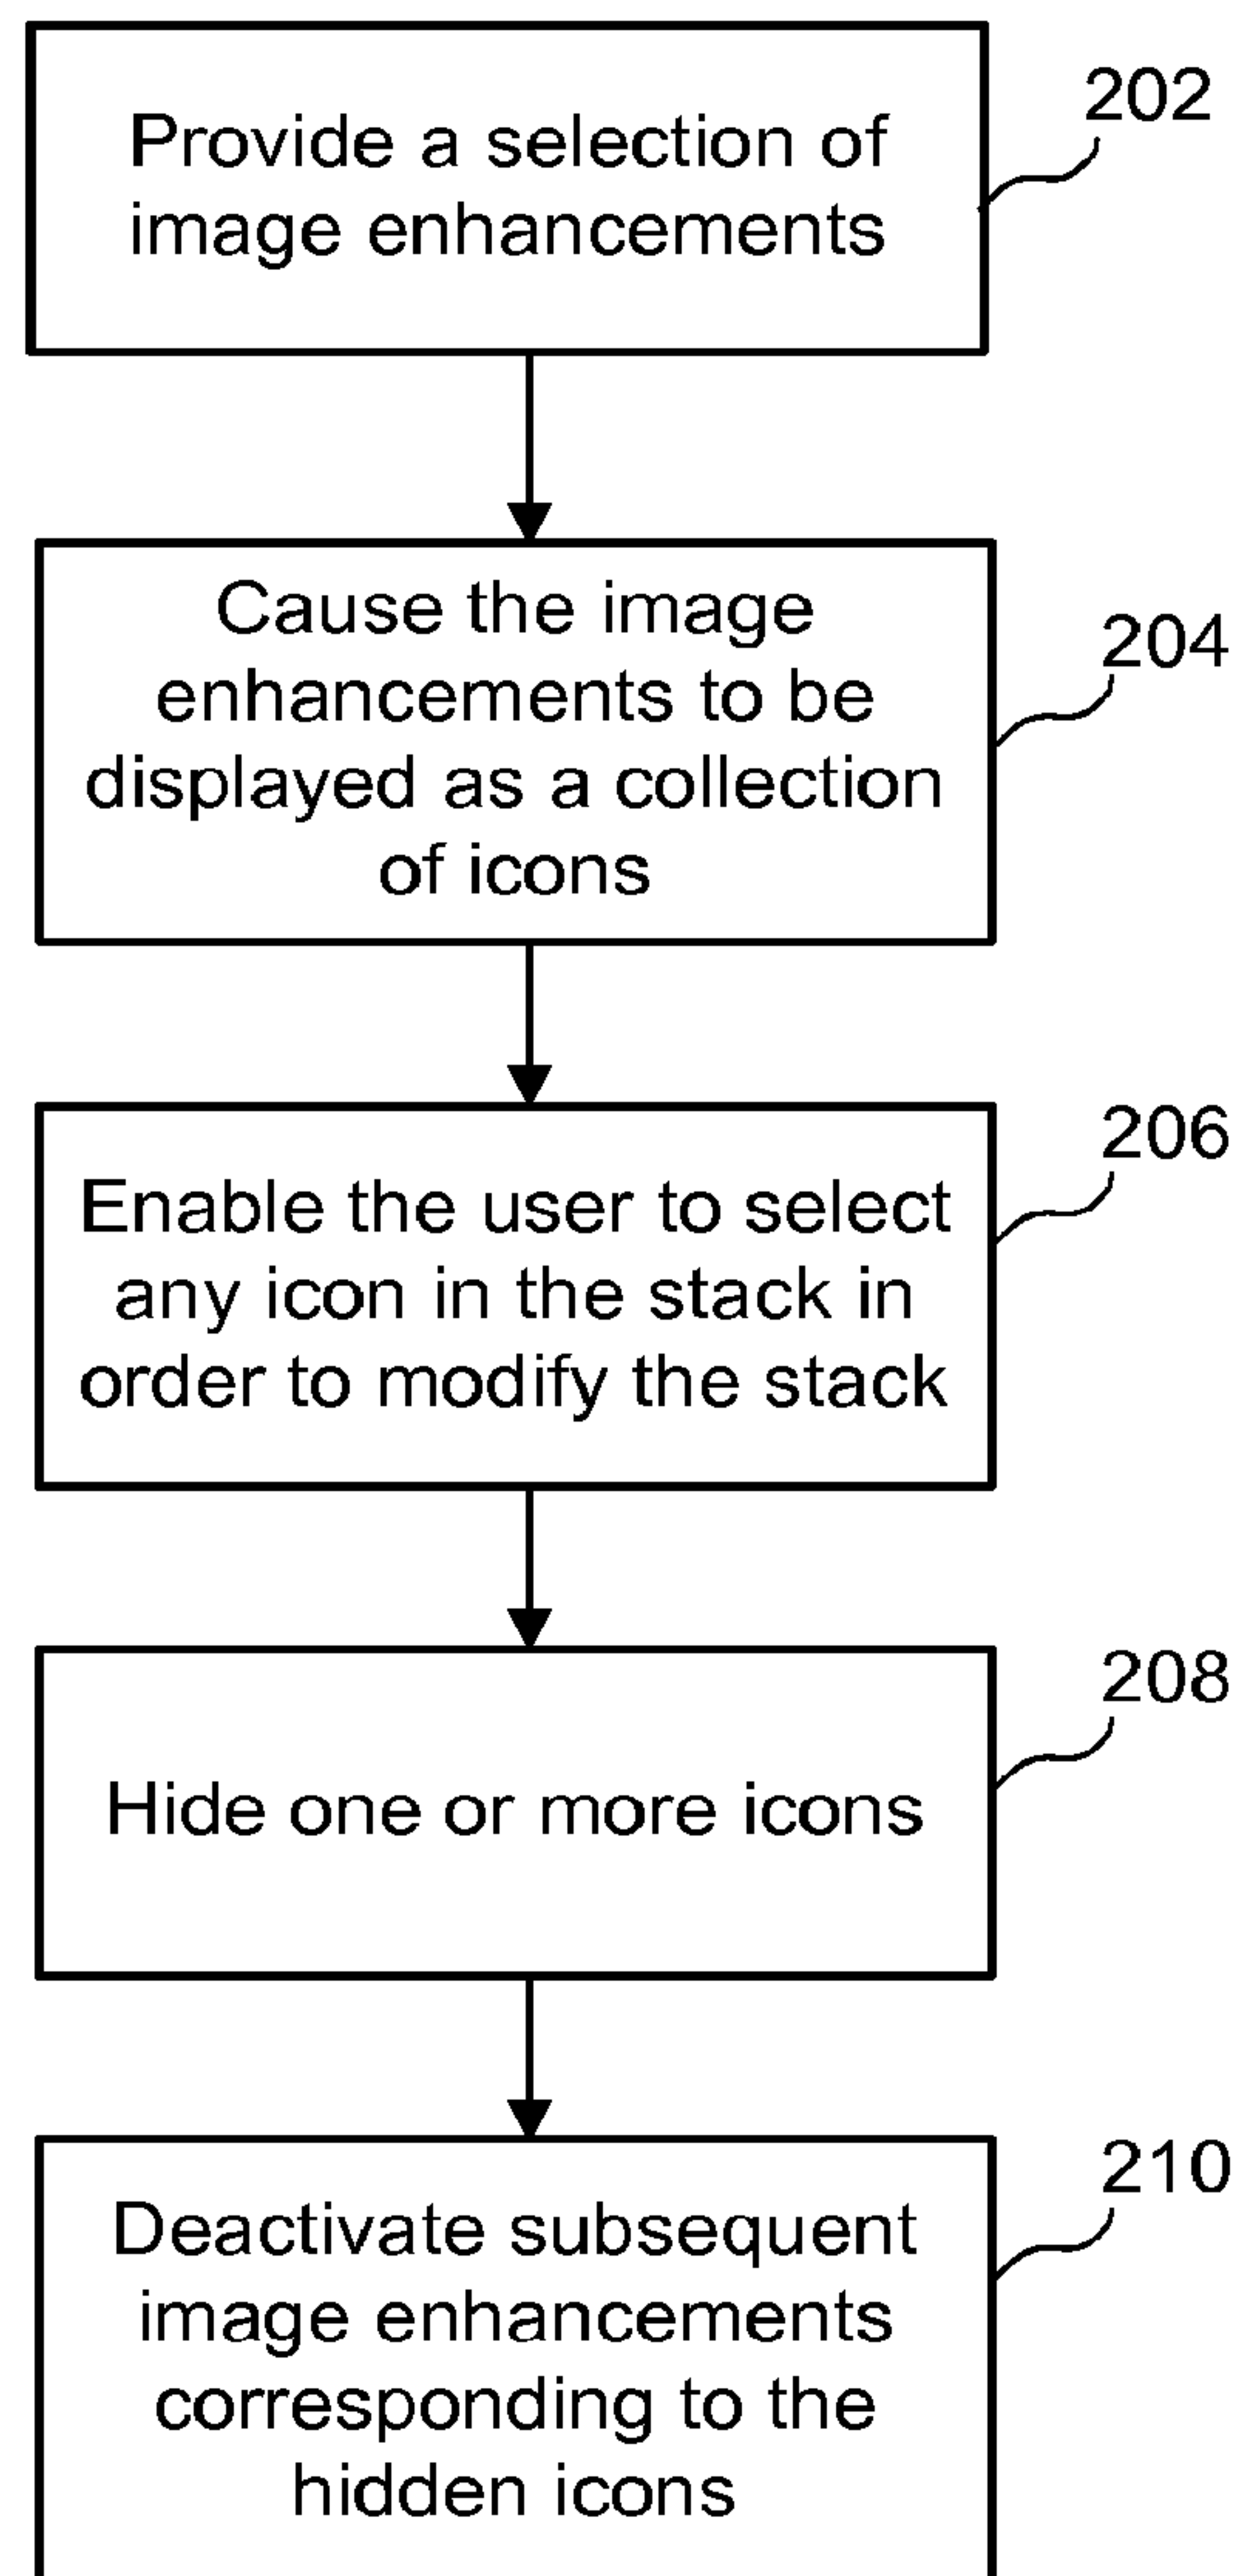 Provide a selection of
image enhancements
202
Cause the image
enhancements to be
displayed as a collection
of icons
204
Enable the user to select
any icon in the stack in
order to modify the stack
206
Hide one or more icons
208
Deactivate subsequent
image enhancements
corresponding to the
hidden icons
210